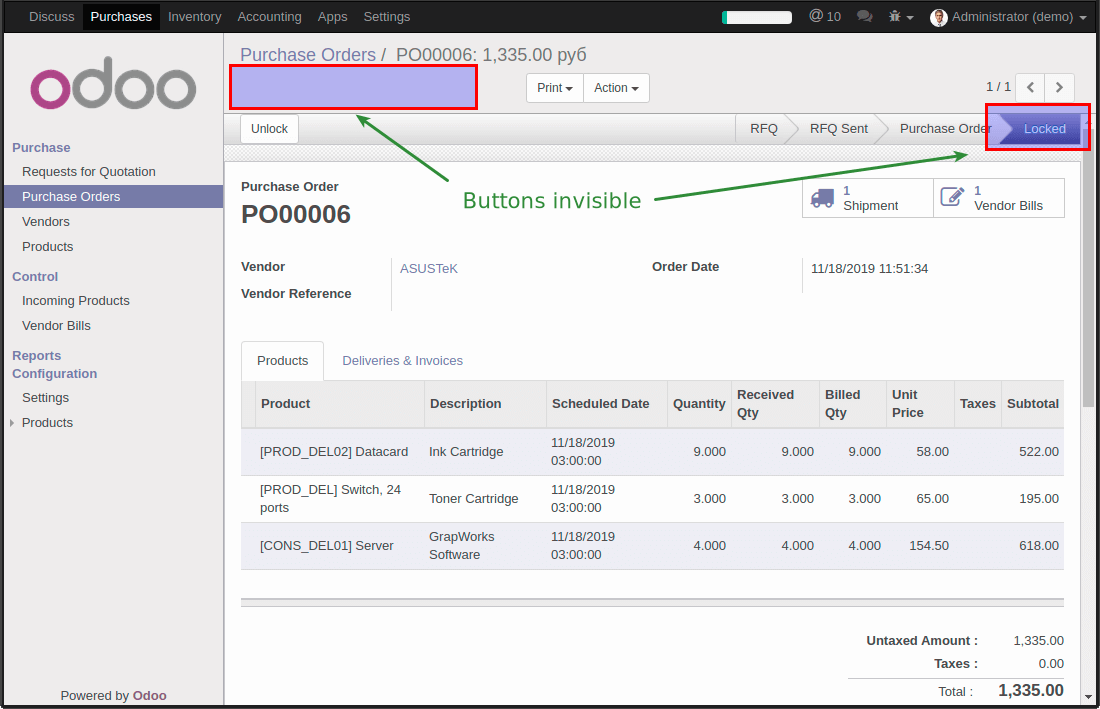 Discuss Purchases Inventory Accounting Apps Settings @ 10 Administrator (demo)
odoo
Purchase
Requests for Quotation
Purchase Orders
Vendors
Products
Control
Incoming Products
Vendor Bills
Reports
Configuration
Settings
Products
Powered by Odoo
Purchase Orders / PO00006: 1,335.00 руб
Print Action 1 / 1
Unlock RFQ RFQ Sent Purchase Order Locked
Buttons invisible
Purchase Order
PO00006
1 Shipment
1 Vendor Bills
Vendor ASUSTeK
Vendor Reference
Order Date 11/18/2019 11:51:34
Products Deliveries & Invoices
Product Description Scheduled Date Quantity Received Qty Billed Qty Unit Price Taxes Subtotal
[PROD_DEL02] Datacard Ink Cartridge 11/18/2019 03:00:00 9.000 9.000 9.000 58.00 522.00
[PROD_DEL] Switch, 24 ports Toner Cartridge 11/18/2019 03:00:00 3.000 3.000 3.000 65.00 195.00
[CONS_DEL01] Server GrapWorks Software 11/18/2019 03:00:00 4.000 4.000 4.000 154.50 618.00
Untaxed Amount : 1,335.00
Taxes : 0.00
Total : 1,335.00